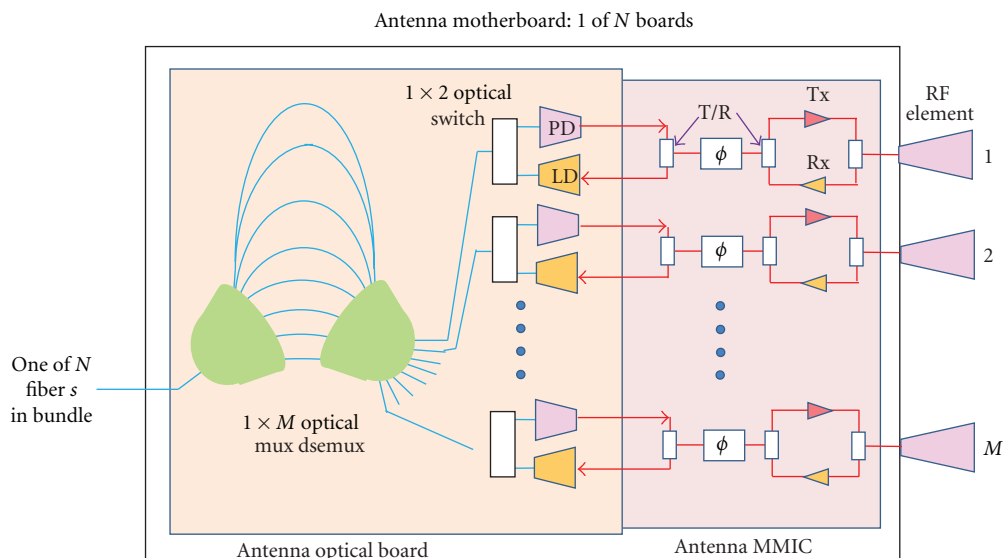 Antenna motherboard: 1 of N boards
1 × 2 optical
switch
PD
LD
T/R
Tx
Rx
RF
element
ϕ
1
ϕ
2
One of N
fiber s
in bundle
1 × M optical
mux dsemux
ϕ
M
Antenna optical board
Antenna MMIC